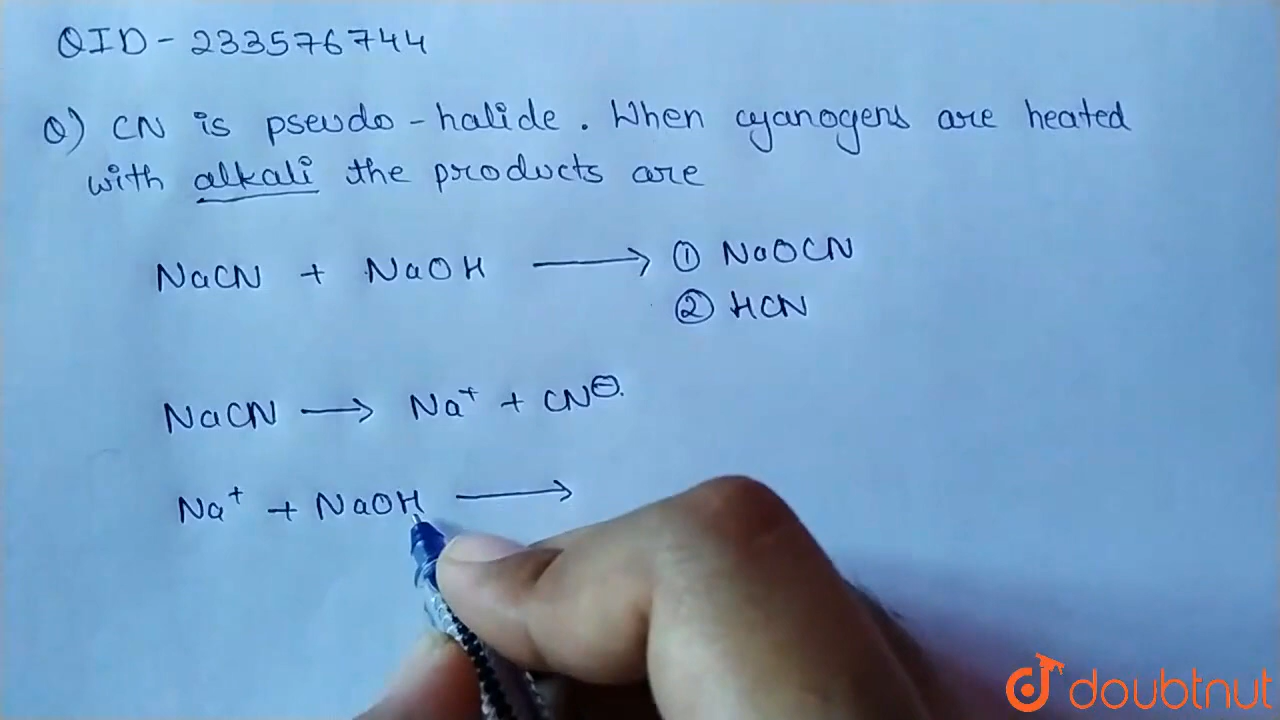 QID - 233576744
Q) CN is pseudo-halide. When cyanogens are heated
with alkali the products are
NaCN + NaOH ⟶ ① NaOCN
② HCN
NaCN ⟶ Na⁺ + CN⊖.
Na⁺ + NaOH ⟶
doubtnut